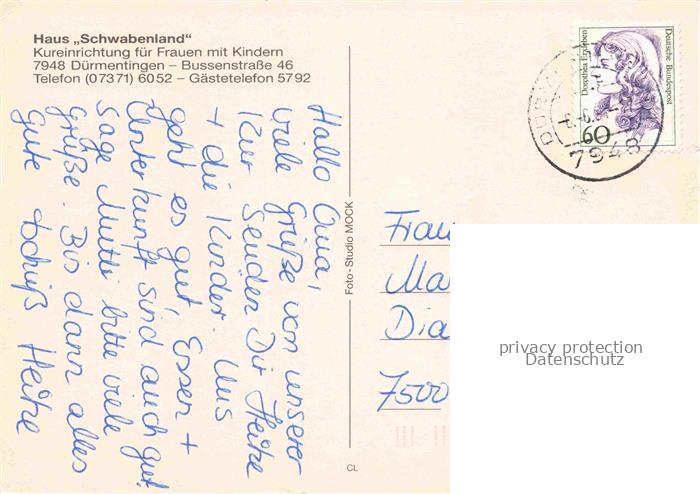 Haus „Schwabenland“
Kureinrichtung für Frauen mit Kindern
7948 Dürmentingen – Bussenstraße 46
Telefon (07371) 6052 – Gästetelefon 5792
Hallo Oma,
viele Grüße von unserer
Kur senden Dir Heike
+ die Kinder. Uns
geht es gut, Essen +
Unterkunft sind auch gut.
Sage Mutti bitte viele
Grüße. Bis dann alles
gute tschüß Heike
Foto-Studio MOCK
CL
Dorothea Erxleben
Deutsche Bundespost
60
7948
Frau
Ma
Dia
7500
privacy protection
Datenschutz